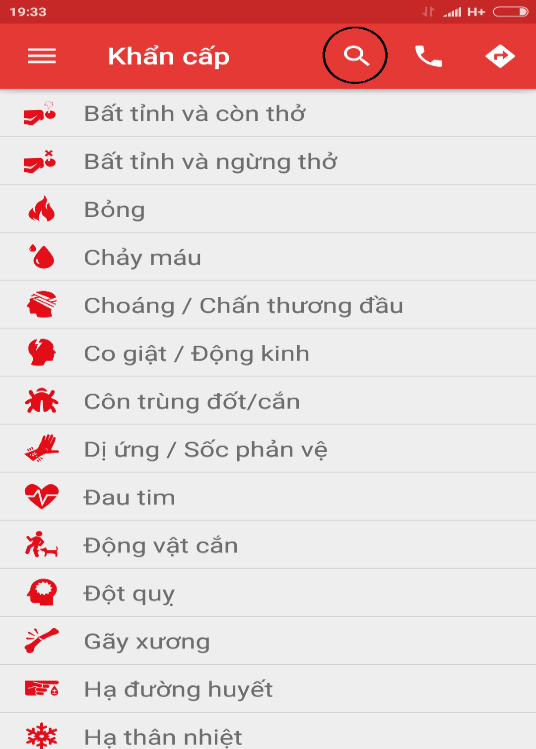 19:33 H+
Khẩn cấp
Bất tỉnh và còn thở
Bất tỉnh và ngừng thở
Bỏng
Chảy máu
Choáng / Chấn thương đầu
Co giật / Động kinh
Côn trùng đốt/cắn
Dị ứng / Sốc phản vệ
Đau tim
Động vật cắn
Đột quỵ
Gãy xương
Hạ đường huyết
Hạ thân nhiệt